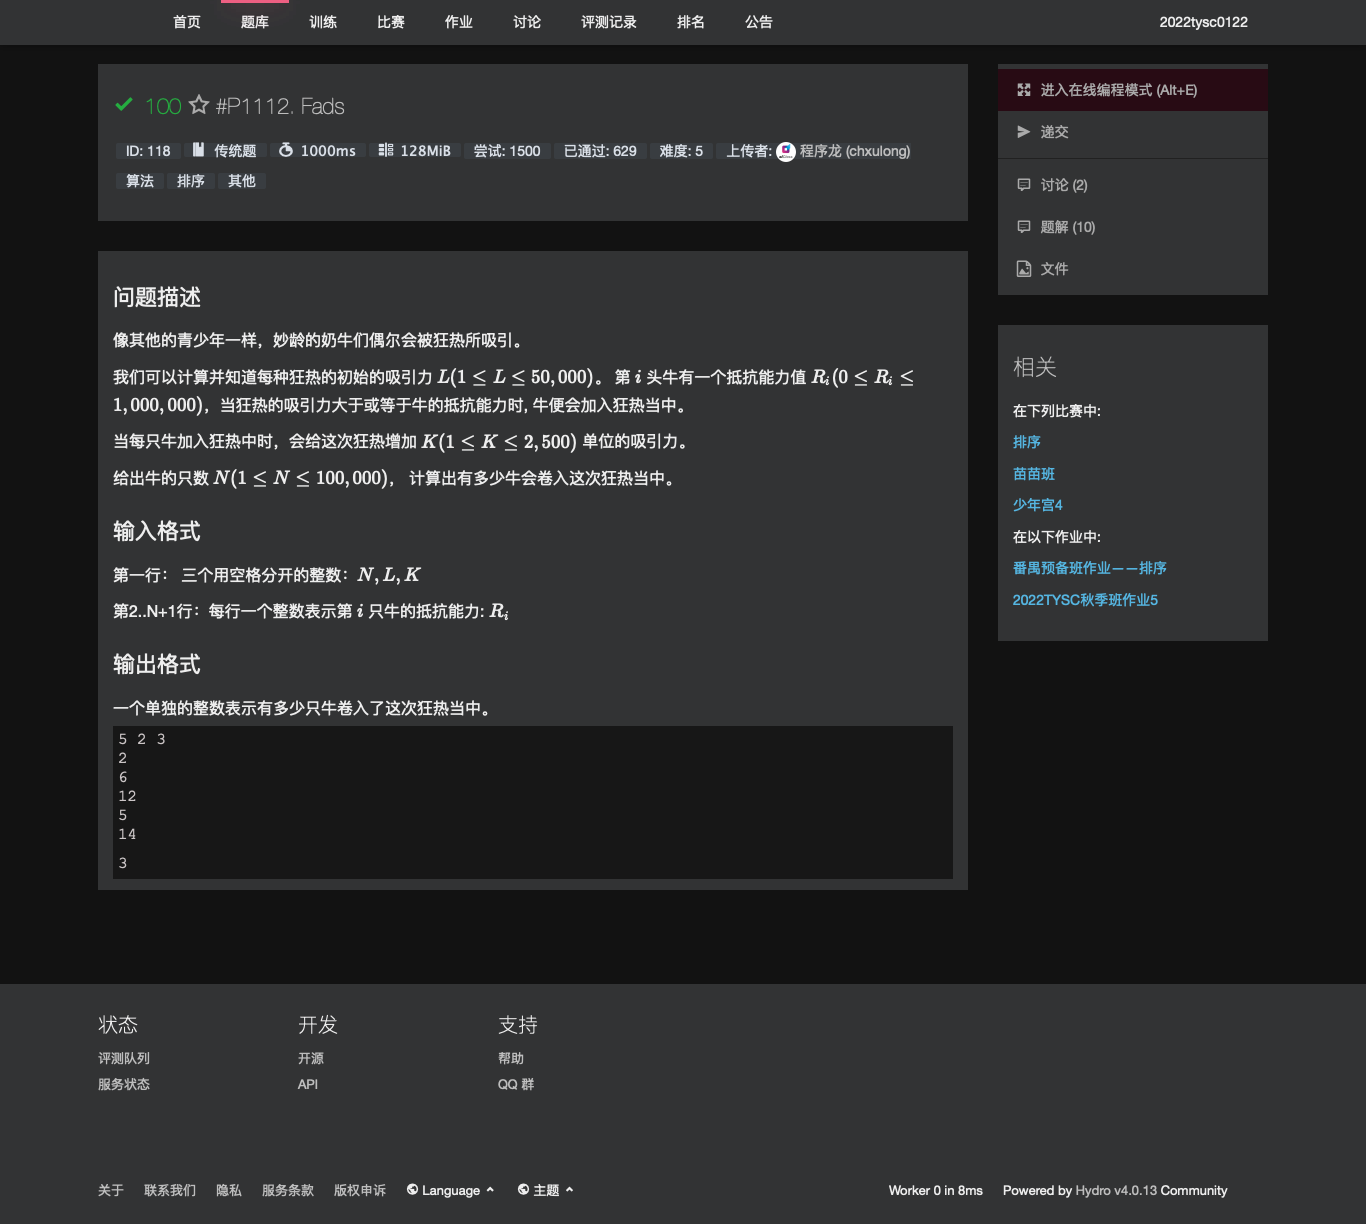 首页 题库 训练 比赛 作业 讨论 评测记录 排名 公告 2022tysc0122
100 #P1112. Fads
ID: 118 传统题 1000ms 128MiB 尝试: 1500 已通过: 629 难度: 5 上传者: 程序龙 (chxulong)
算法 排序 其他
问题描述
像其他的青少年一样，妙龄的奶牛们偶尔会被狂热所吸引。
我们可以计算并知道每种狂热的初始的吸引力 L(1 ≤ L ≤ 50,000)。 第 i 头牛有一个抵抗能力值 R_i(0 ≤ R_i ≤
1,000,000)，当狂热的吸引力大于或等于牛的抵抗能力时, 牛便会加入狂热当中。
当每只牛加入狂热中时，会给这次狂热增加 K(1 ≤ K ≤ 2,500) 单位的吸引力。
给出牛的只数 N(1 ≤ N ≤ 100,000)， 计算出有多少牛会卷入这次狂热当中。
输入格式
第一行： 三个用空格分开的整数：N, L, K
第2..N+1行：每行一个整数表示第 i 只牛的抵抗能力: R_i
输出格式
一个单独的整数表示有多少只牛卷入了这次狂热当中。
5 2 3
2
6
12
5
14
3
进入在线编程模式 (Alt+E)
递交
讨论 (2)
题解 (10)
文件
相关
在下列比赛中:
排序
苗苗班
少年宫4
在以下作业中:
番禺预备班作业——排序
2022TYSC秋季班作业5
状态 开发 支持
评测队列 开源 帮助
服务状态 API QQ 群
关于 联系我们 隐私 服务条款 版权申诉 Language 主题 Worker 0 in 8ms Powered by Hydro v4.0.13 Community